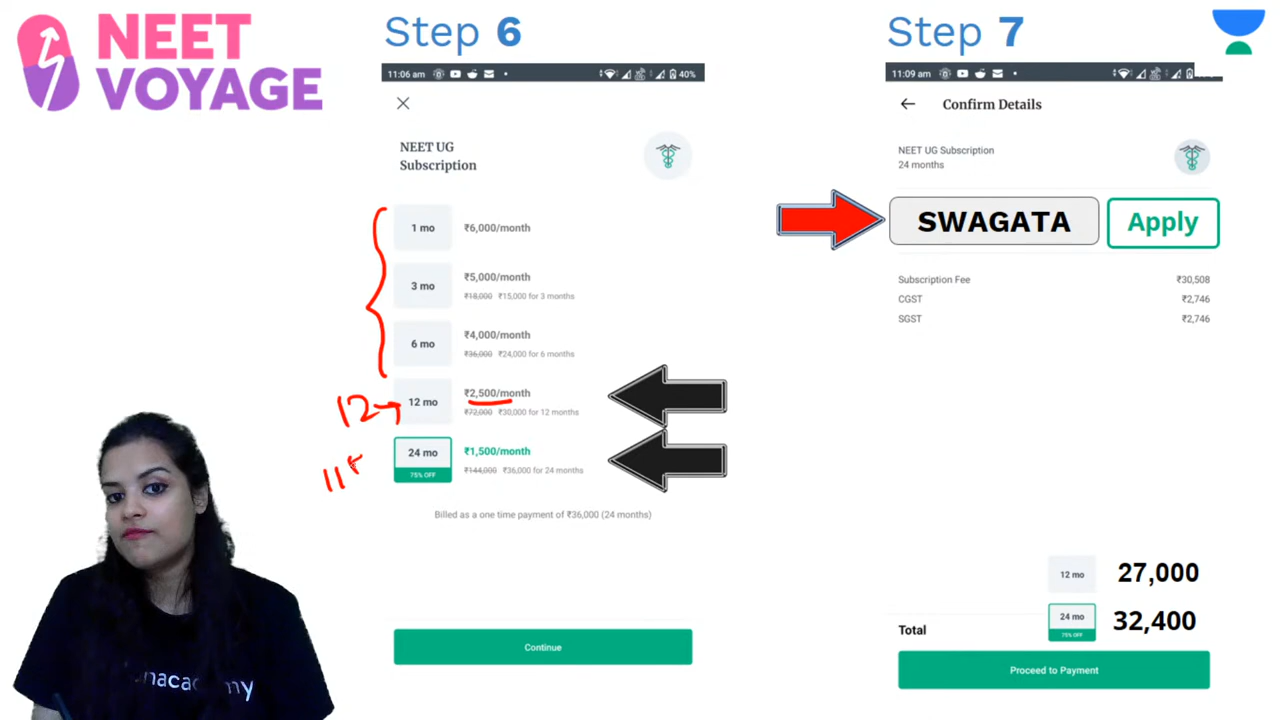 NEET
VOYAGE
Step 6
11:06 am
40%
NEET UG
Subscription
1 mo
₹6,000/month
3 mo
₹5,000/month
₹18,000 ₹15,000 for 3 months
6 mo
₹4,000/month
₹36,000 ₹24,000 for 6 months
12
12 mo
₹2,500/month
₹72,000 ₹30,000 for 12 months
11
24 mo
75% OFF
₹1,500/month
₹144,000 ₹36,000 for 24 months
Billed as a one time payment of ₹36,000 (24 months)
Continue
Step 7
11:09 am
Confirm Details
NEET UG Subscription
24 months
SWAGATA
Apply
Subscription Fee ₹30,508
CGST ₹2,746
SGST ₹2,746
12 mo 27,000
Total
24 mo 32,400
75% OFF
Proceed to Payment